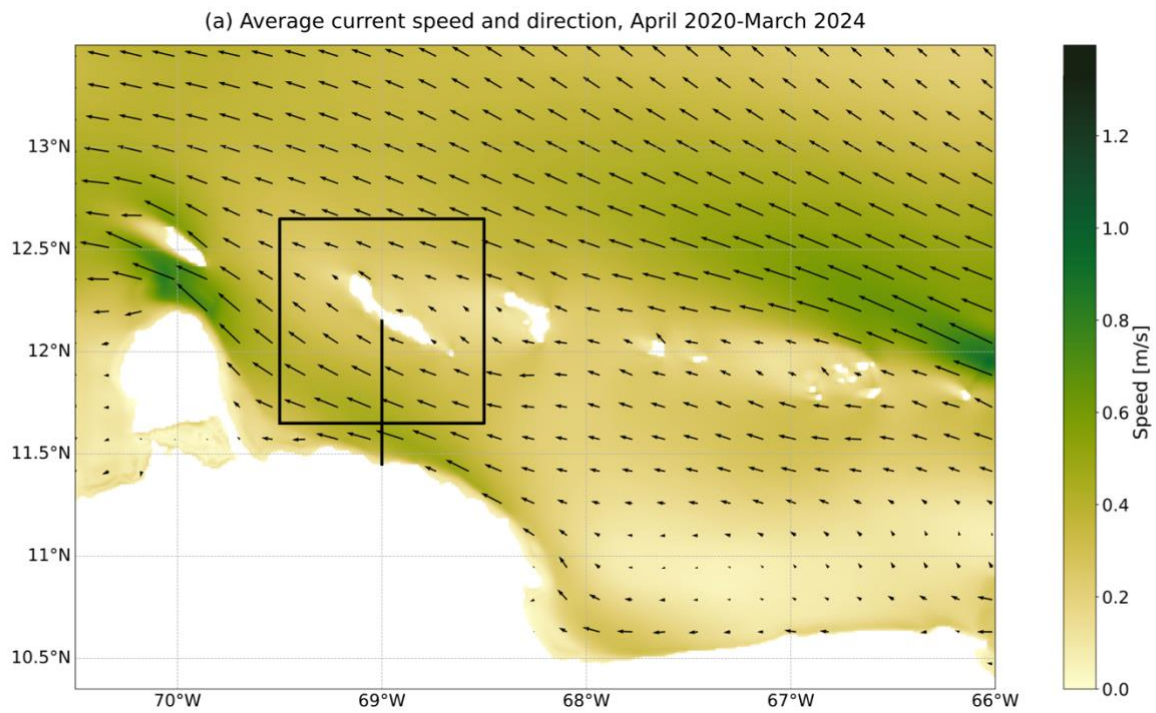 (a) Average current speed and direction, April 2020-March 2024
13°N
12.5°N
12°N
11.5°N
11°N
10.5°N
70°W
69°W
68°W
67°W
66°W
1.2
1.0
0.8
0.6
0.4
0.2
0.0
Speed [m/s]